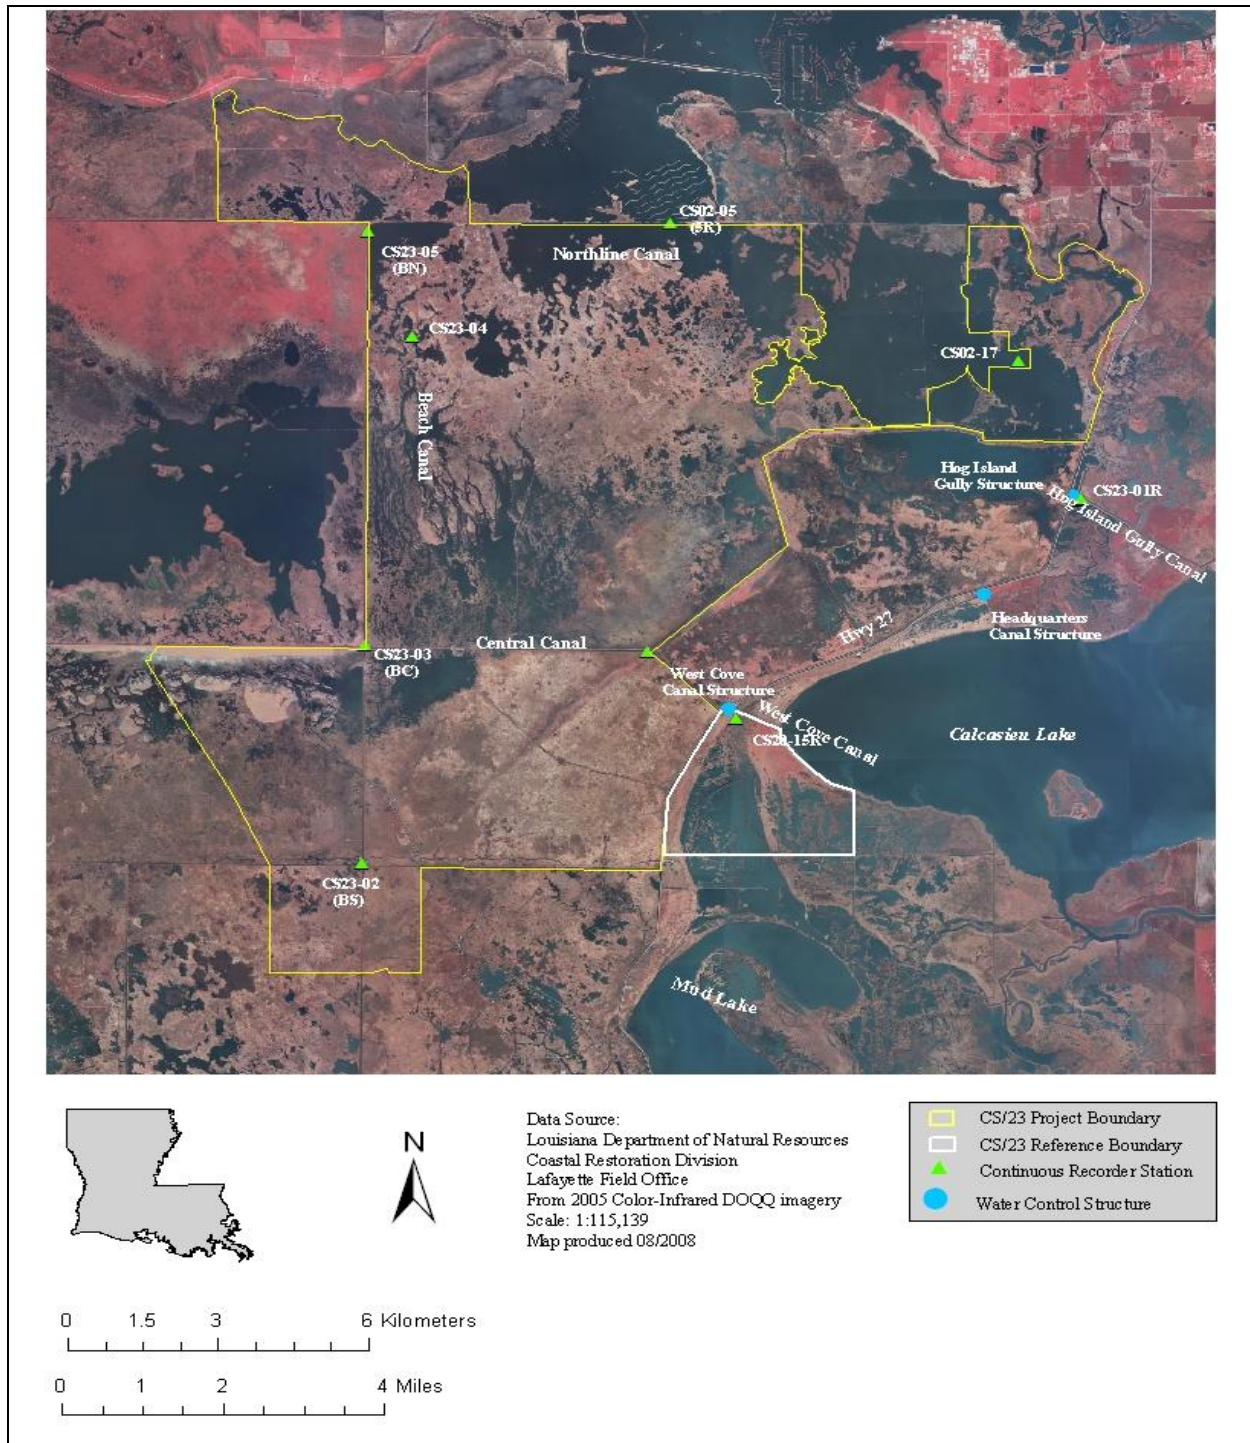 CS02-05
(5R)
CS23-05
(BN)
Northline Canal
CS23-04
CS02-17
Beach Canal
Hog Island
Gully Structure
CS23-01R
Hog Island Gully Canal
Headquarters
Canal Structure
Hwy 27
Central Canal
CS23-03
(BC)
West Cove
Canal Structure
West Cove Canal
CS20-15R
Calcasieu Lake
CS23-02
(BS)
Mud Lake
N
Data Source:
Louisiana Department of Natural Resources
Coastal Restoration Division
Lafayette Field Office
From 2005 Color-Infrared DOQQ imagery
Scale: 1:115,139
Map produced 08/2008
CS/23 Project Boundary
CS/23 Reference Boundary
Continuous Recorder Station
Water Control Structure
0 1.5 3 6 Kilometers
0 1 2 4 Miles